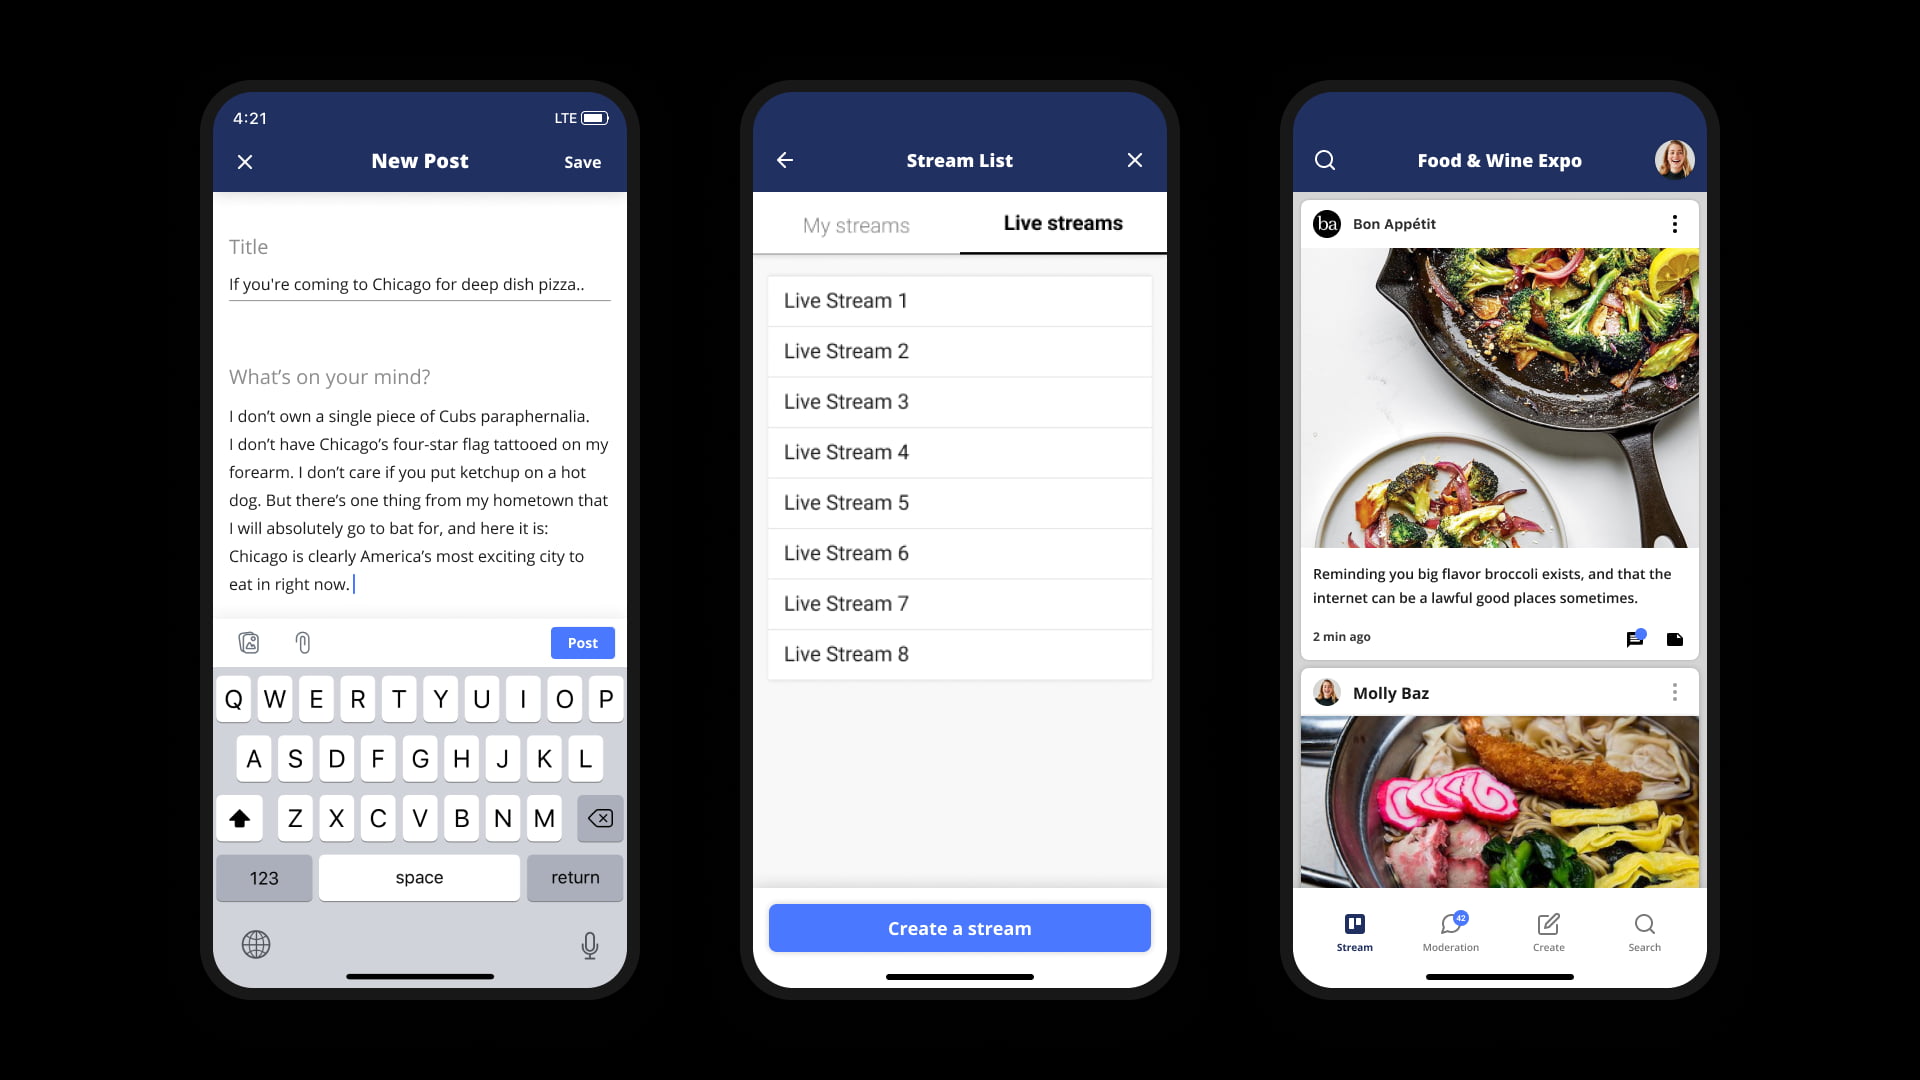 4:21
LTE
New Post
Save
Title
If you're coming to Chicago for deep dish pizza..
What's on your mind?
I don't own a single piece of Cubs paraphernalia.
I don't have Chicago's four-star flag tattooed on my
forearm. I don't care if you put ketchup on a hot
dog. But there's one thing from my hometown that
I will absolutely go to bat for, and here it is:
Chicago is clearly America's most exciting city to
eat in right now.
Post
Q W E R T Y U I O P
A S D F G H J K L
Z X C V B N M
123 space return
Stream List
My streams
Live streams
Live Stream 1
Live Stream 2
Live Stream 3
Live Stream 4
Live Stream 5
Live Stream 6
Live Stream 7
Live Stream 8
Create a stream
Food & Wine Expo
ba
Bon Appétit
Reminding you big flavor broccoli exists, and that the
internet can be a lawful good places sometimes.
2 min ago
Molly Baz
42
Stream
Moderation
Create
Search